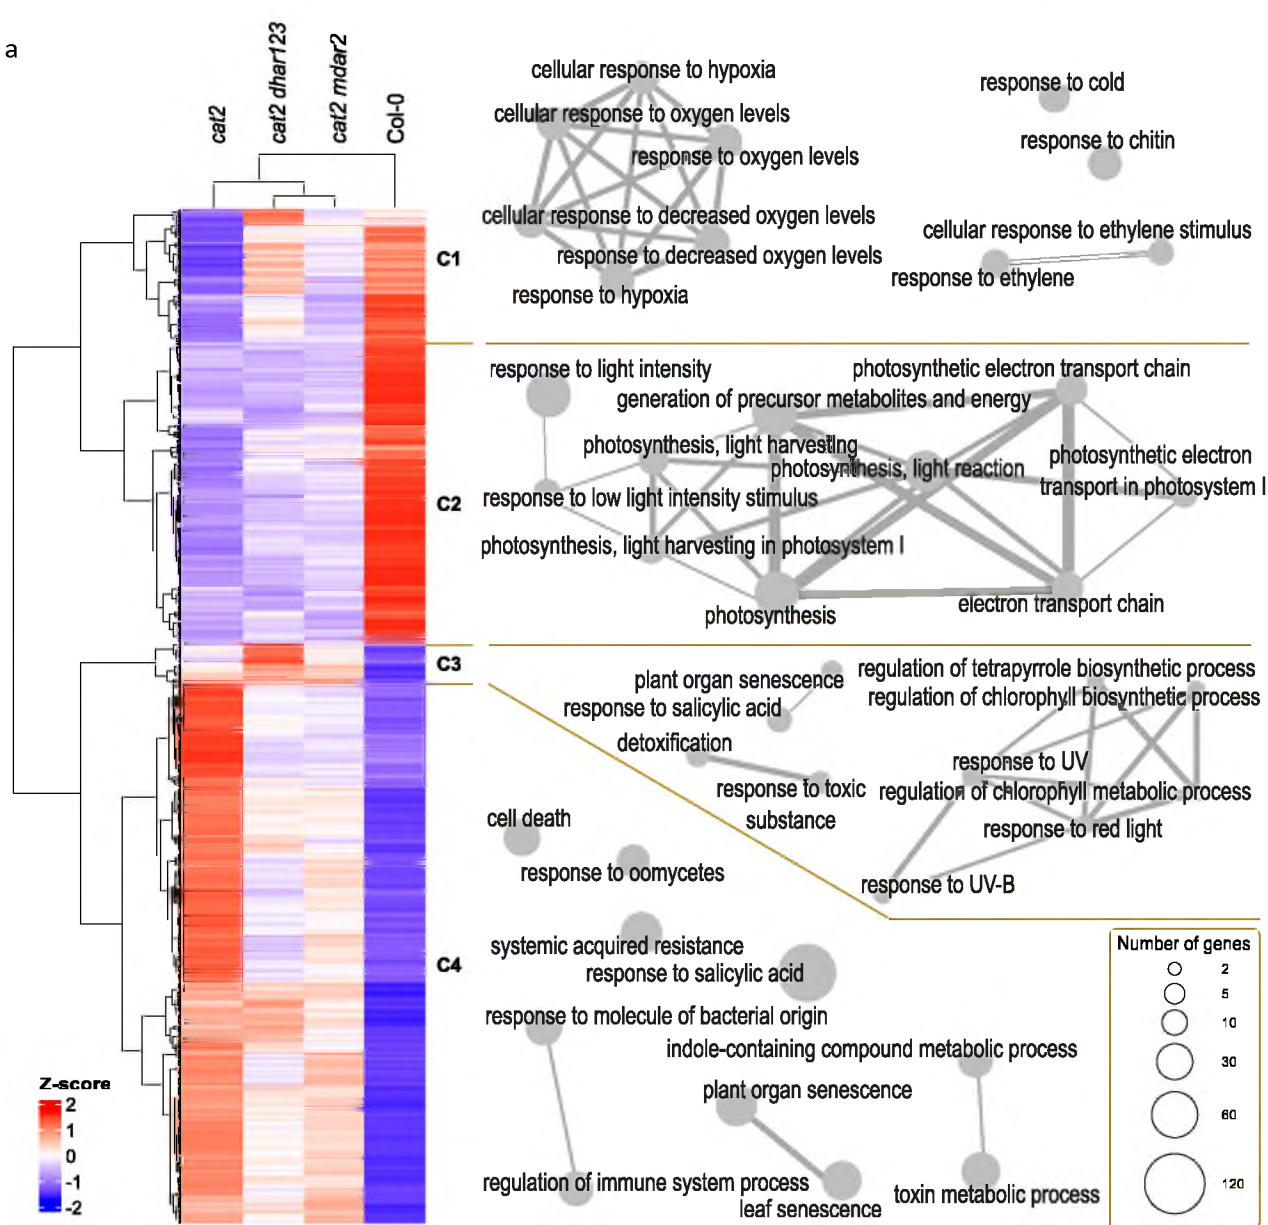 a
cat2
cat2 dhar123
cat2 mdar2
Col-0
C1
C2
C3
C4
Z-score
2
1
0
-1
-2
cellular response to hypoxia
cellular response to oxygen levels
response to oxygen levels
cellular response to decreased oxygen levels
response to decreased oxygen levels
response to hypoxia
response to cold
response to chitin
cellular response to ethylene stimulus
response to ethylene
response to light intensity
photosynthetic electron transport chain
generation of precursor metabolites and energy
photosynthesis, light harvesting
photosynthesis, light reaction
photosynthetic electron
transport in photosystem I
response to low light intensity stimulus
photosynthesis, light harvesting in photosystem I
photosynthesis
electron transport chain
plant organ senescence
response to salicylic acid
detoxification
response to toxic
substance
regulation of tetrapyrrole biosynthetic process
regulation of chlorophyll biosynthetic process
response to UV
regulation of chlorophyll metabolic process
response to red light
response to UV-B
cell death
response to oomycetes
systemic acquired resistance
response to salicylic acid
response to molecule of bacterial origin
indole-containing compound metabolic process
plant organ senescence
regulation of immune system process
leaf senescence
toxin metabolic process
Number of genes
2
5
10
30
60
120